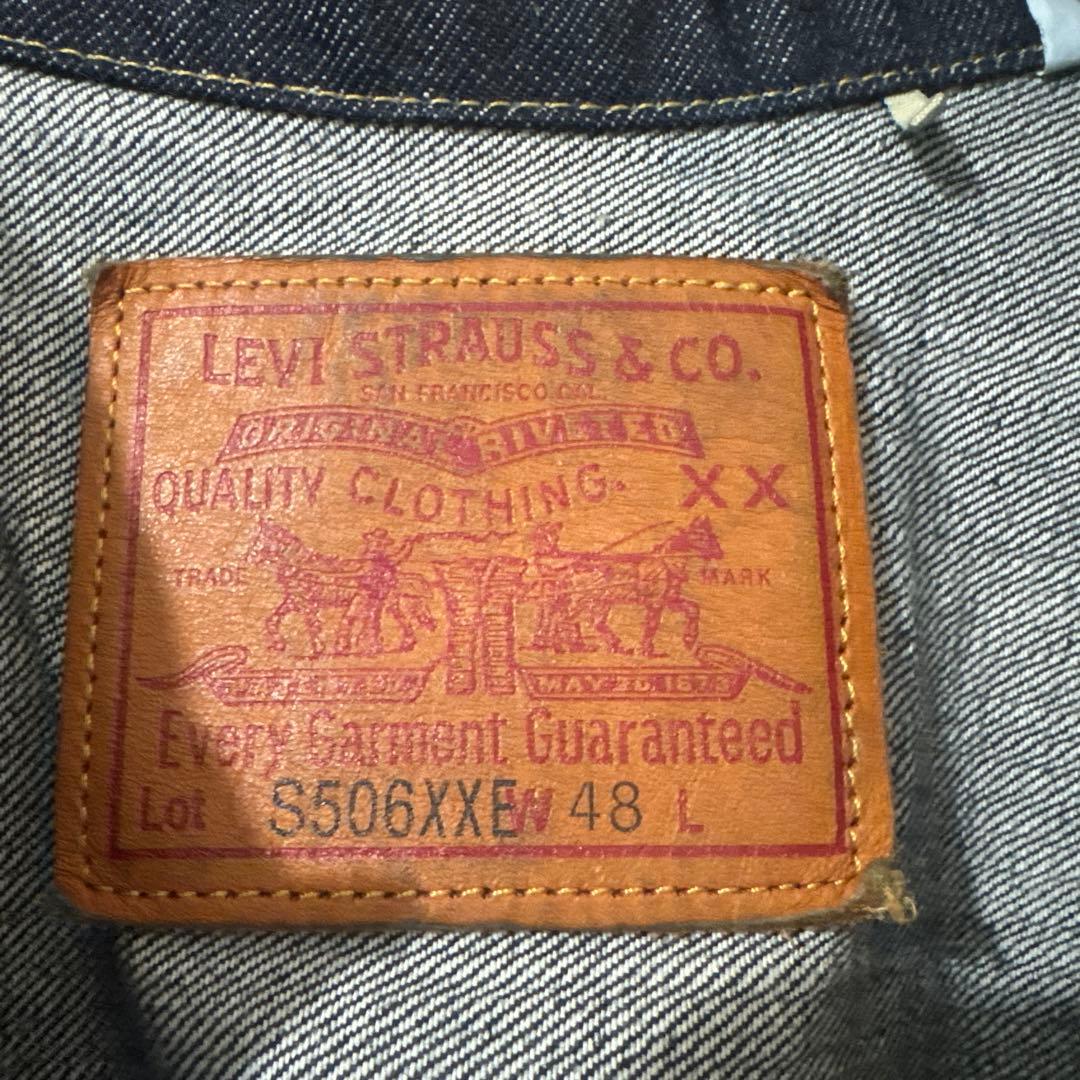 LEVI STRAUSS & CO.
SAN FRANCISCO CAL.
ORIGINAL RIVETED
QUALITY CLOTHING. XX
TRADE MARK
MAY 20 1873
Every Garment Guaranteed
Lot S506XXE W 48 L